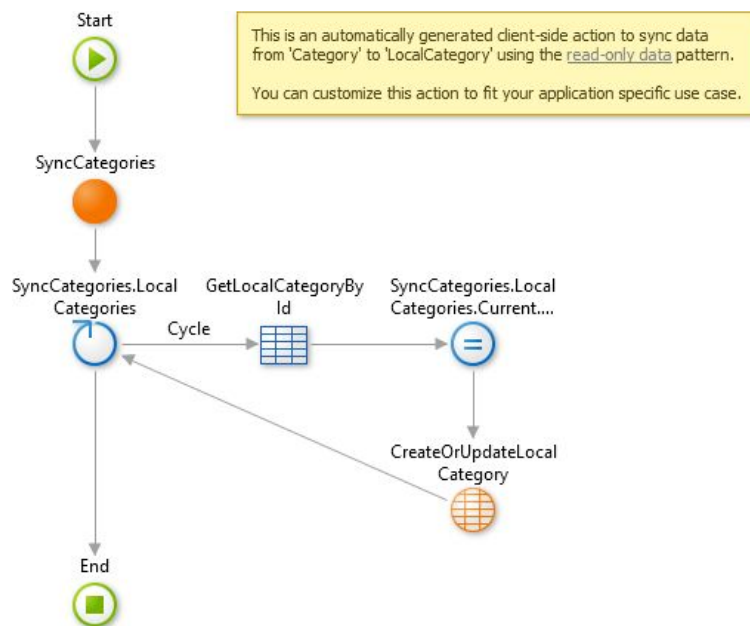 Start
This is an automatically generated client-side action to sync data
from 'Category' to 'LocalCategory' using the read-only data pattern.
You can customize this action to fit your application specific use case.
SyncCategories
SyncCategories.Local
Categories
GetLocalCategoryBy
Id
SyncCategories.Local
Categories.Current....
Cycle
CreateOrUpdateLocal
Category
End